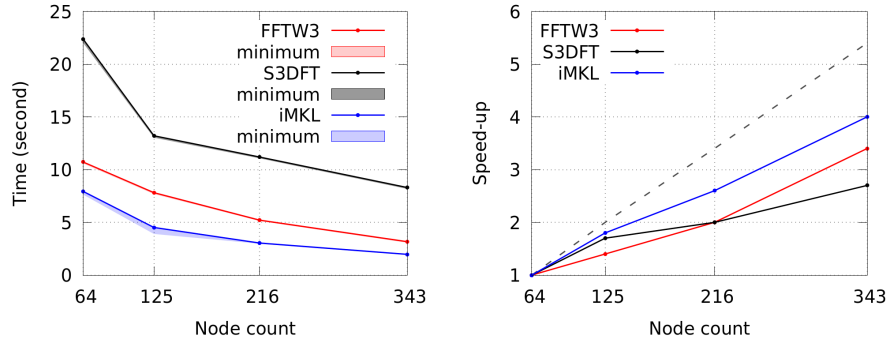 25
20
15
10
5
0
Time (second)
64 125 216 343
Node count
FFTW3
minimum
S3DFT
minimum
iMKL
minimum
6
5
4
3
2
1
Speed-up
64 125 216 343
Node count
FFTW3
S3DFT
iMKL